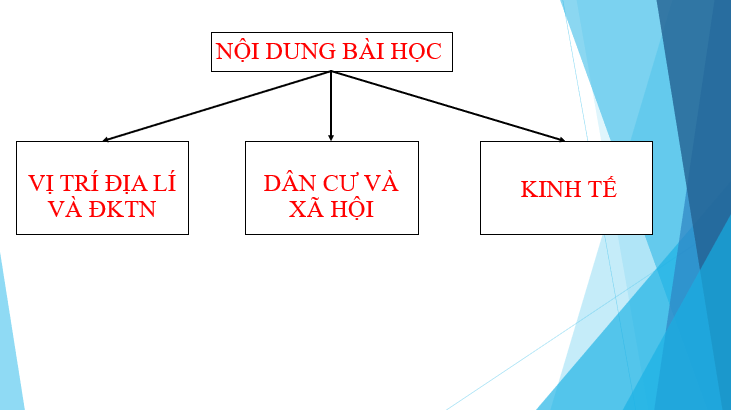 NỘI DUNG BÀI HỌC
VỊ TRÍ ĐỊA LÍ
VÀ ĐKTN
DÂN CƯ VÀ
XÃ HỘI
KINH TẾ